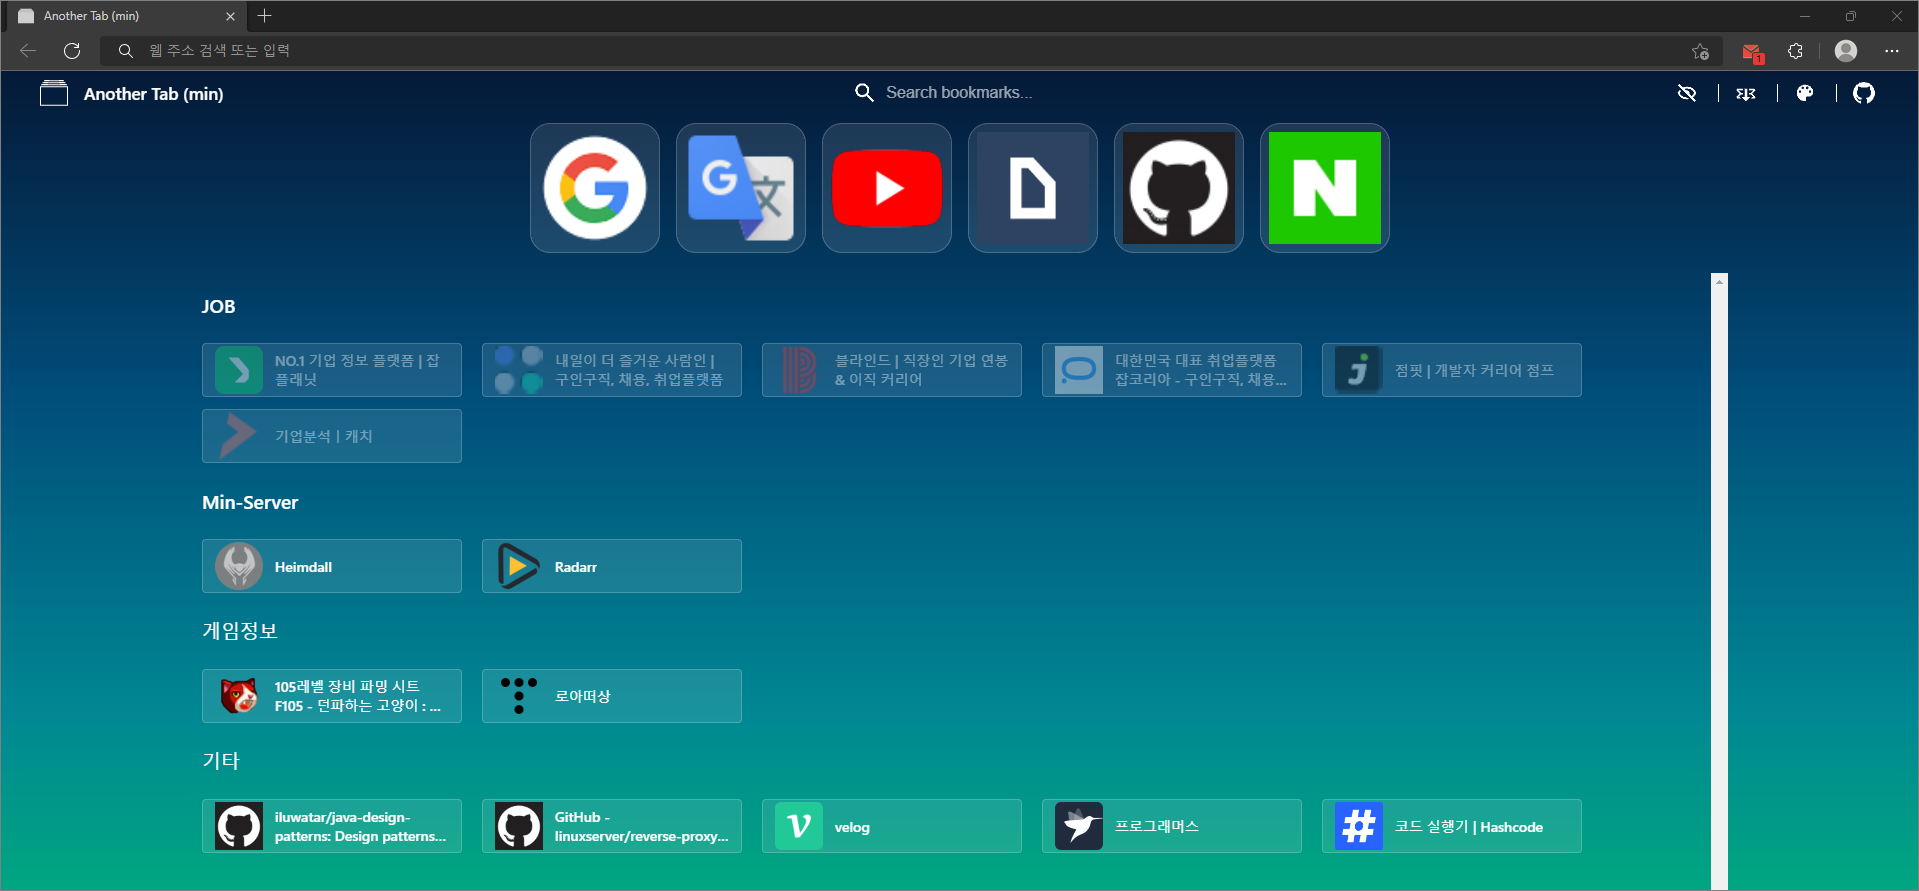 Another Tab (min)
웹 주소 검색 또는 입력
1
Another Tab (min)
Search bookmarks...
JOB
NO.1 기업 정보 플랫폼 | 잡
플래닛
내일이 더 즐거운 사람인 |
구인구직, 채용, 취업플랫폼
블라인드 | 직장인 기업 연봉
& 이직 커리어
대한민국 대표 취업플랫폼
잡코리아 - 구인구직, 채용...
점핏 | 개발자 커리어 점프
기업분석 | 캐치
Min-Server
Heimdall
Radarr
게임정보
105레벨 장비 파밍 시트
F105 - 던파하는 고양이 : ...
로아떠상
기타
iluwatar/java-design-
patterns: Design patterns...
GitHub -
linuxserver/reverse-proxy...
velog
프로그래머스
코드 실행기 | Hashcode